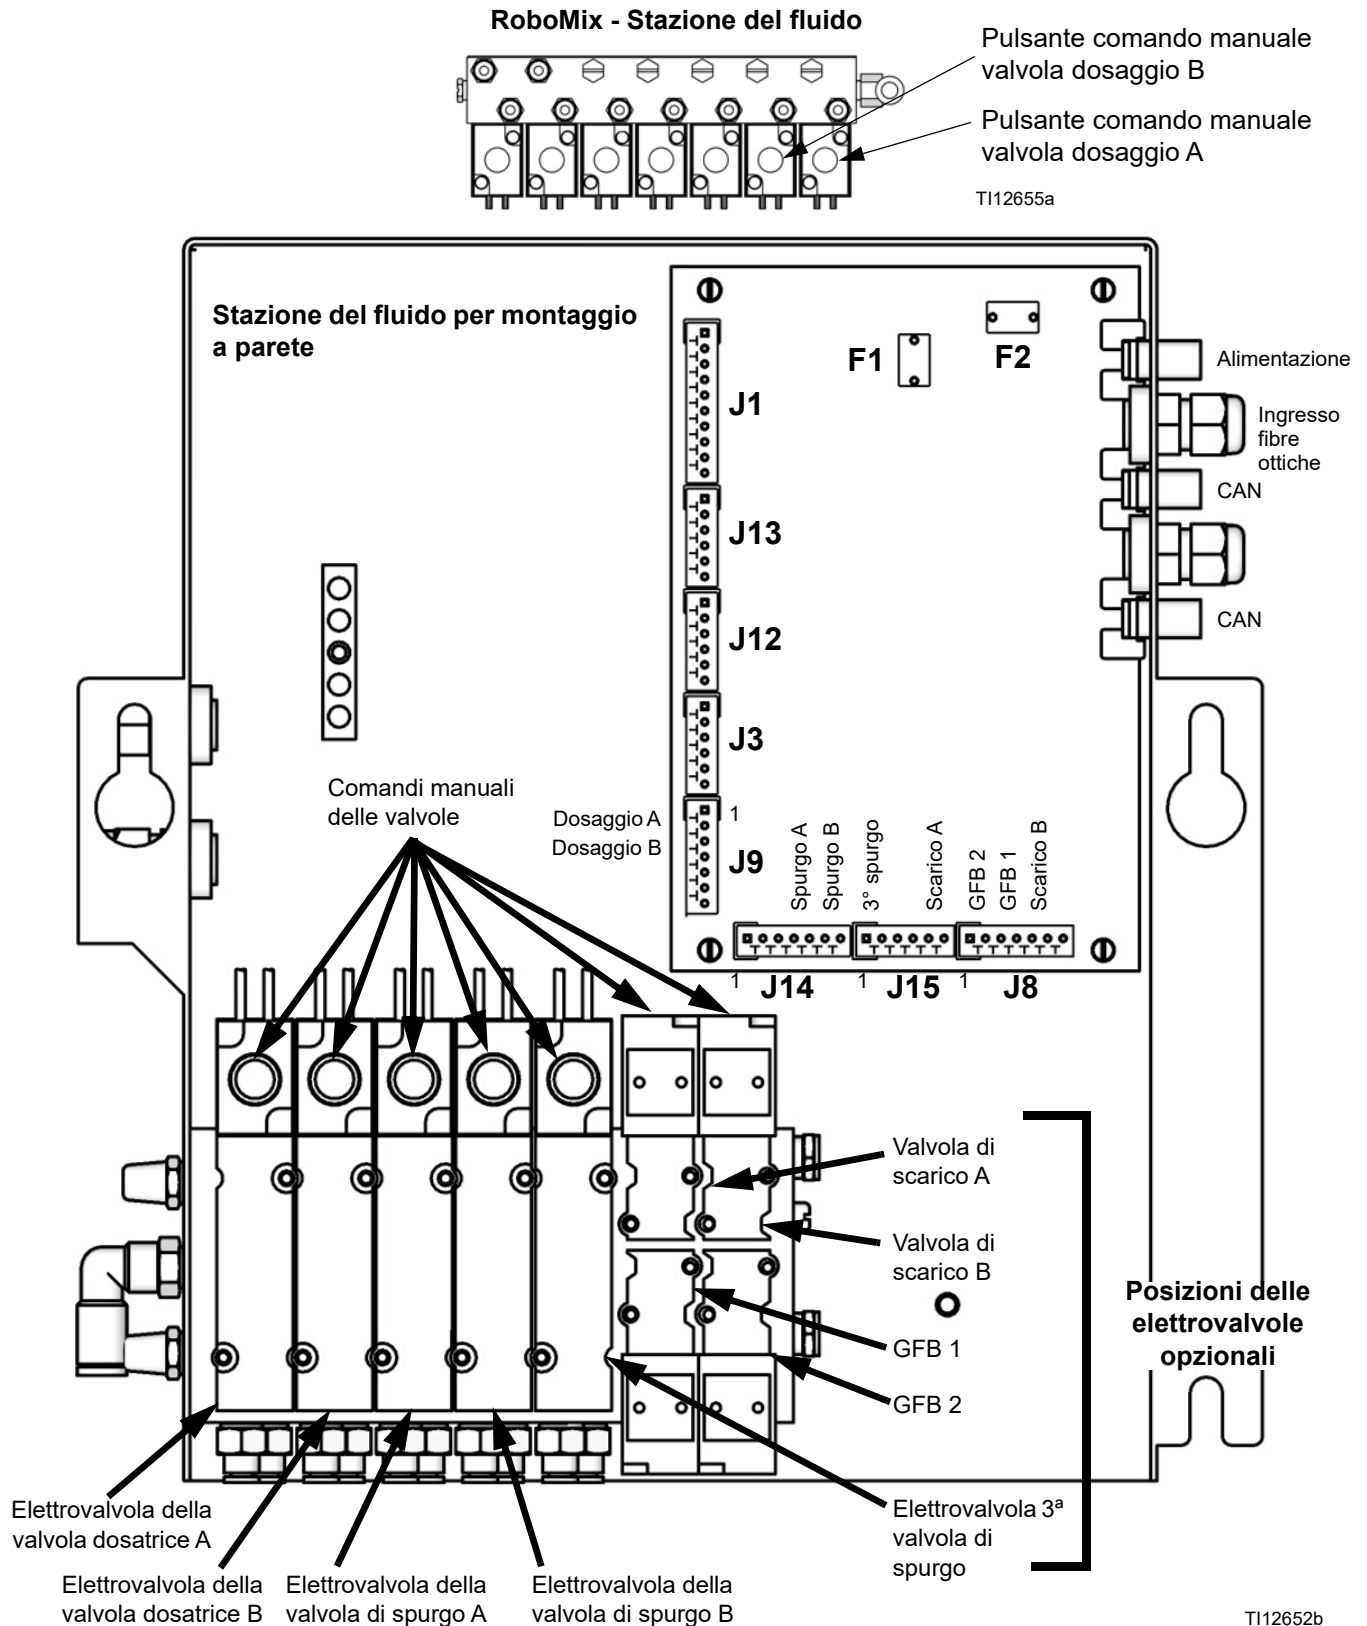 RoboMix - Stazione del fluido
Pulsante comando manuale
valvola dosaggio B
Pulsante comando manuale
valvola dosaggio A
TI12655a
Stazione del fluido per montaggio
a parete
F1
F2
J1
J13
J12
J3
J9
Alimentazione
Ingresso
fibre
ottiche
CAN
CAN
Comandi manuali
delle valvole
Dosaggio A
Dosaggio B
1
Spurgo A
Spurgo B
3° spurgo
Scarico A
GFB 2
GFB 1
Scarico B
1
J14
1
J15
1
J8
Valvola di
scarico A
Valvola di
scarico B
GFB 1
GFB 2
Posizioni delle
elettrovalvole
opzionali
Elettrovalvola 3ª
valvola di
spurgo
Elettrovalvola della
valvola dosatrice A
Elettrovalvola della
valvola dosatrice B
Elettrovalvola della
valvola di spurgo A
Elettrovalvola della
valvola di spurgo B
TI12652b